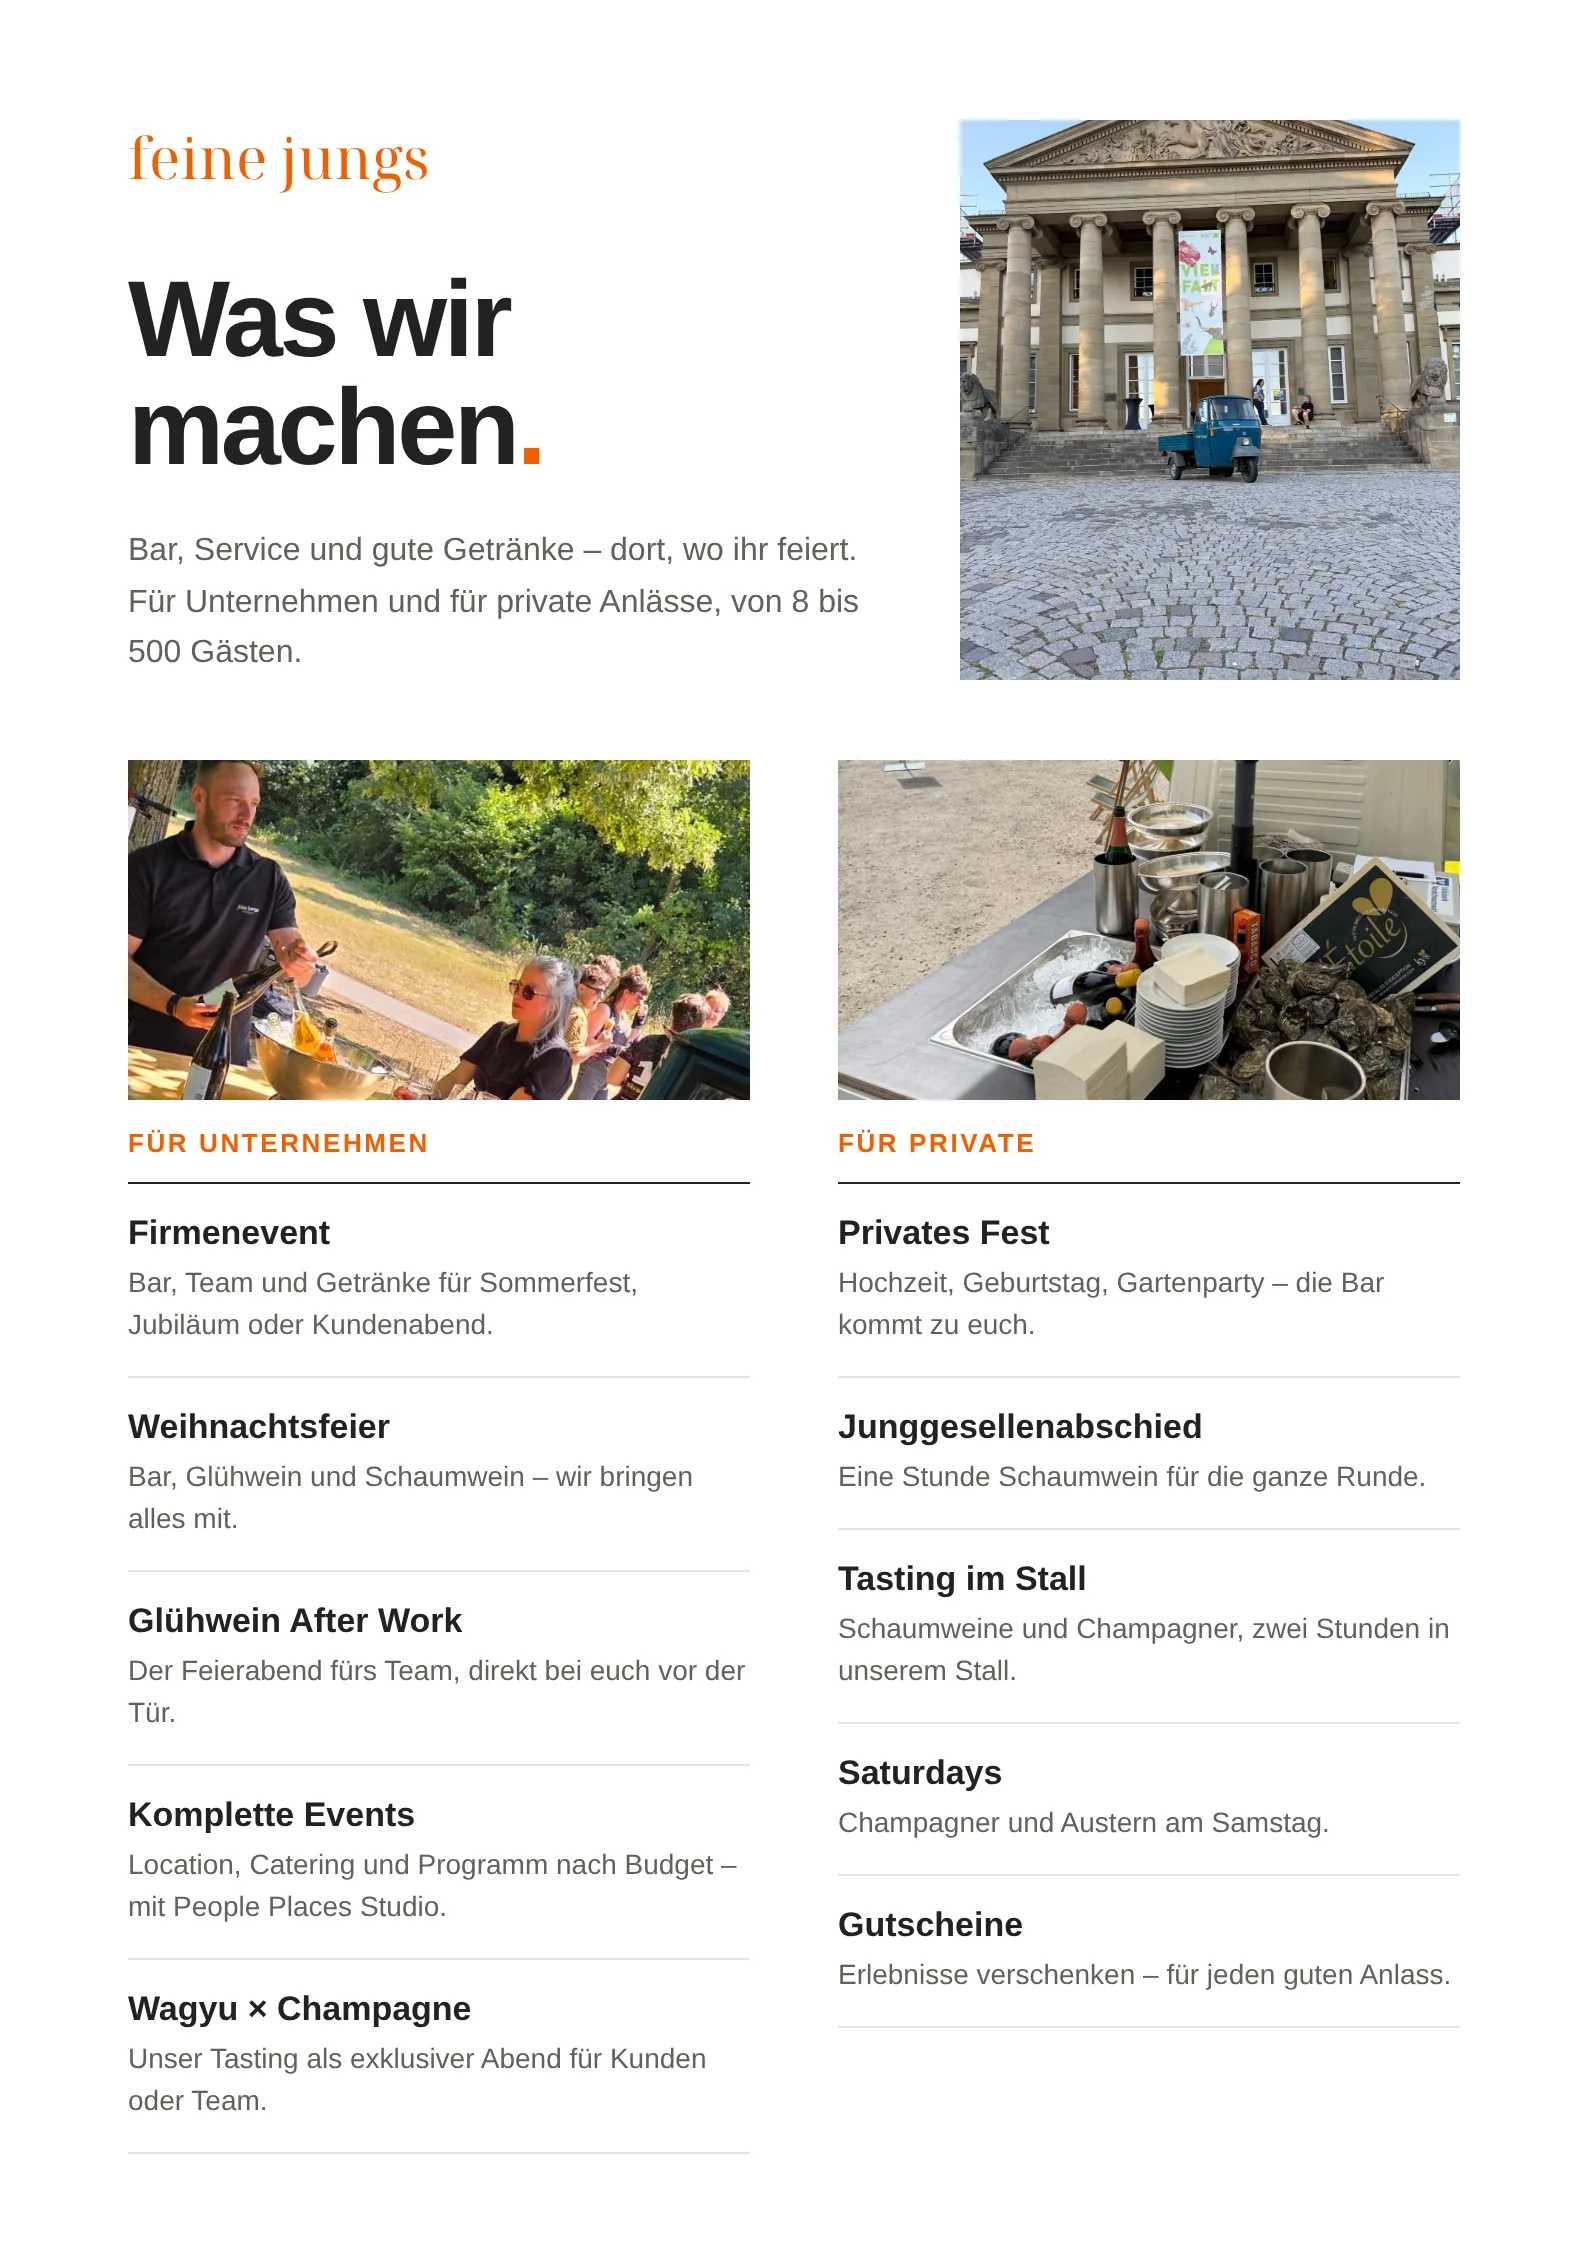 feine jungs
Was wir
machen.
Bar, Service und gute Getränke – dort, wo ihr feiert.
Für Unternehmen und für private Anlässe, von 8 bis
500 Gästen.
VIEL
FALT
FÜR UNTERNEHMEN
Firmenevent
Bar, Team und Getränke für Sommerfest,
Jubiläum oder Kundenabend.
Weihnachtsfeier
Bar, Glühwein und Schaumwein – wir bringen
alles mit.
Glühwein After Work
Der Feierabend fürs Team, direkt bei euch vor der
Tür.
Komplette Events
Location, Catering und Programm nach Budget –
mit People Places Studio.
Wagyu × Champagne
Unser Tasting als exklusiver Abend für Kunden
oder Team.
TABASCO
Étoile
FÜR PRIVATE
Privates Fest
Hochzeit, Geburtstag, Gartenparty – die Bar
kommt zu euch.
Junggesellenabschied
Eine Stunde Schaumwein für die ganze Runde.
Tasting im Stall
Schaumweine und Champagner, zwei Stunden in
unserem Stall.
Saturdays
Champagner und Austern am Samstag.
Gutscheine
Erlebnisse verschenken – für jeden guten Anlass.